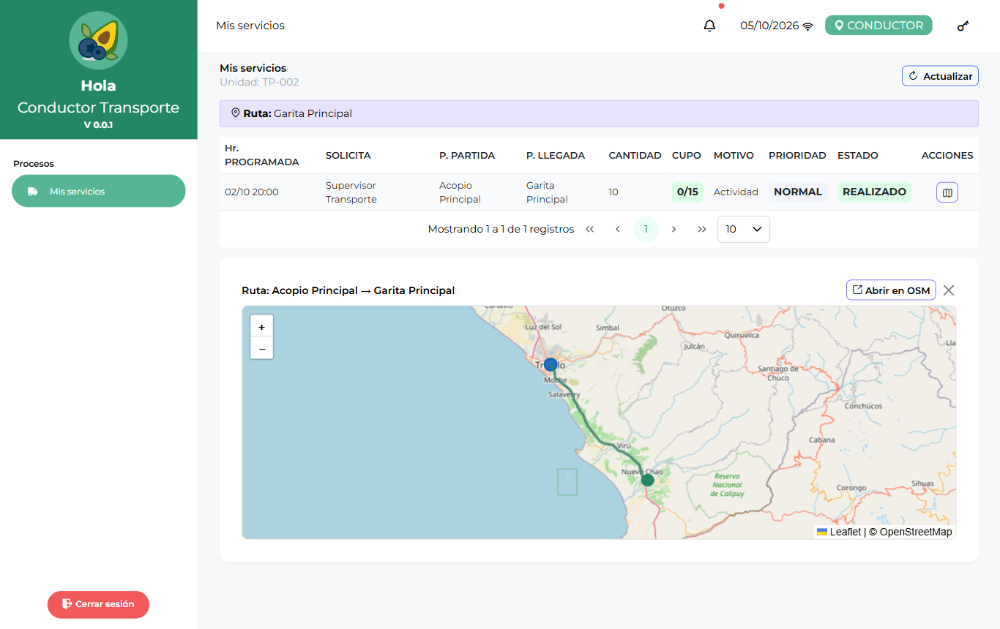 Hola
Conductor Transporte
V 0.0.1
Procesos
Mis servicios
Cerrar sesión
Mis servicios
05/10/2026
CONDUCTOR
Mis servicios
Unidad: TP-002
Actualizar
Ruta: Garita Principal
Hr. PROGRAMADA SOLICITA P. PARTIDA P. LLEGADA CANTIDAD CUPO MOTIVO PRIORIDAD ESTADO ACCIONES
02/10 20:00 Supervisor Transporte Acopio Principal Garita Principal 10 0/15 Actividad NORMAL REALIZADO
Mostrando 1 a 1 de 1 registros « ‹ 1 › » 10
Ruta: Acopio Principal → Garita Principal
Abrir en OSM
+
−
Otuzco
Luz del Sol
Simbal
Quiruvilca
Julcán
Santiago de
Chuco
Moche
Salaverry
Conchucos
Cabana
Virú
Nuevo Chao
Reserva
Nacional
de Calipuy
Corongo
Sihuas
Leaflet | © OpenStreetMap